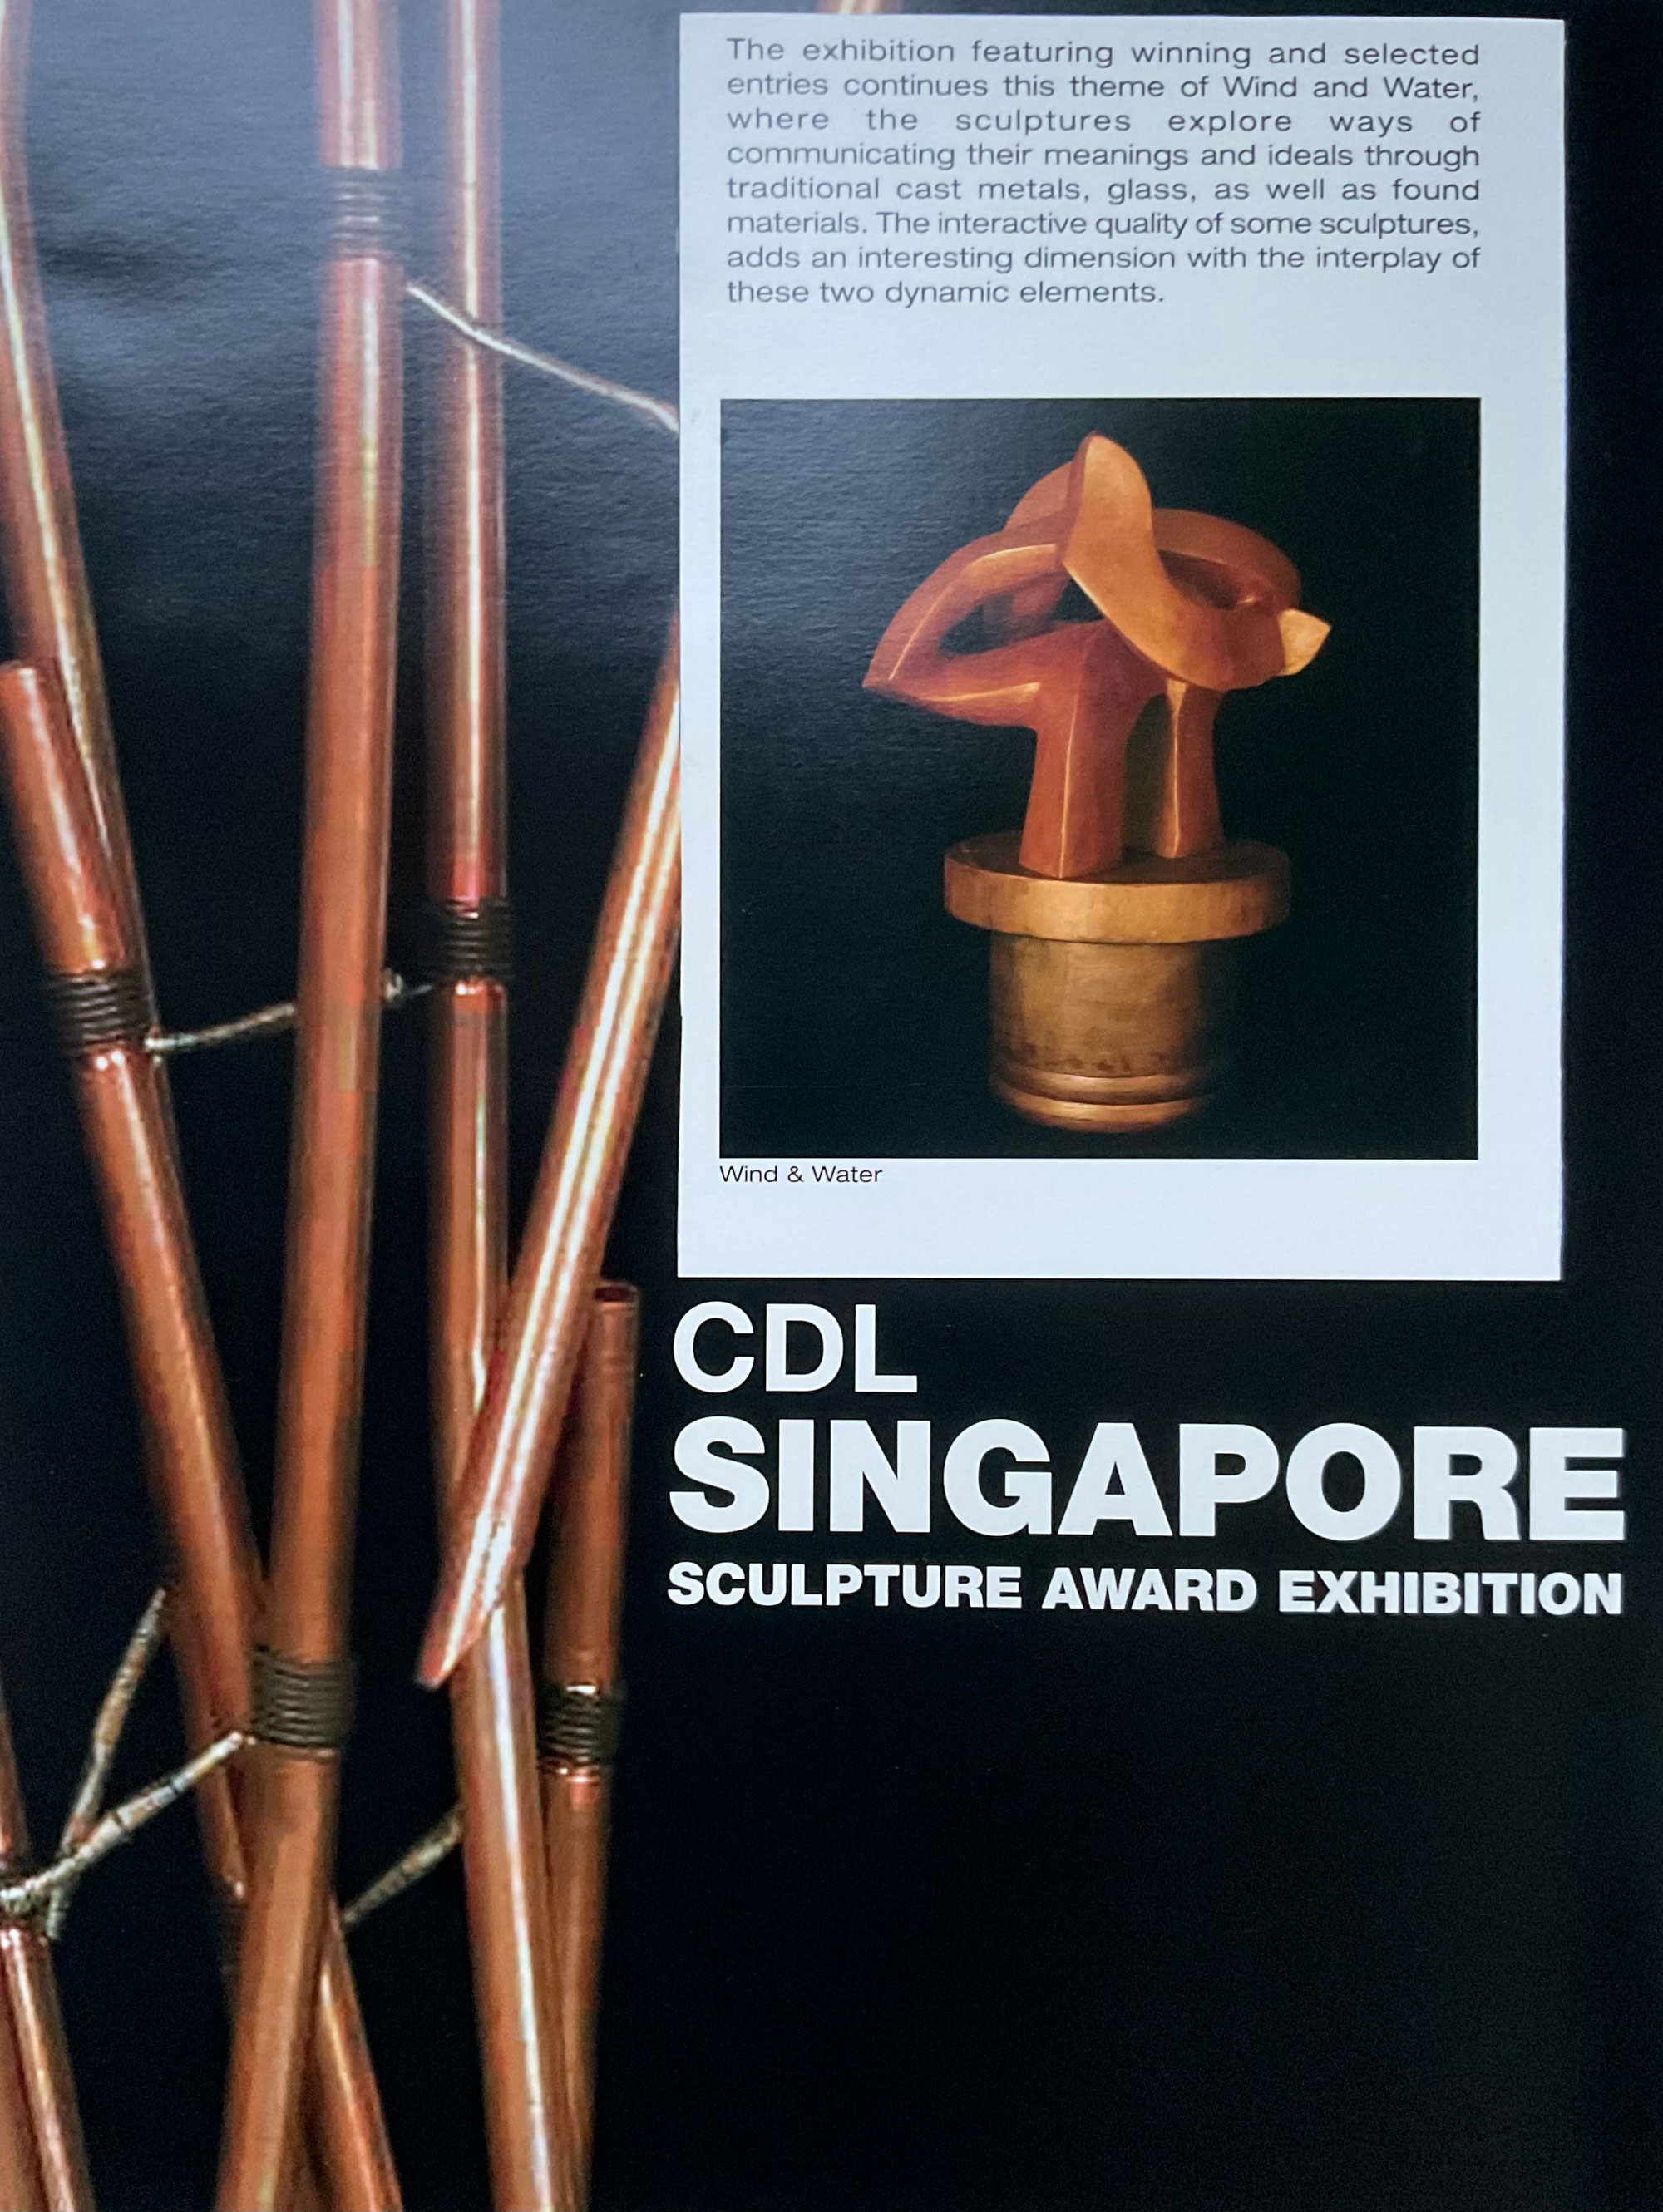 The exhibition featuring winning and selected
entries continues this theme of Wind and Water,
where the sculptures explore ways of
communicating their meanings and ideals through
traditional cast metals, glass, as well as found
materials. The interactive quality of some sculptures,
adds an interesting dimension with the interplay of
these two dynamic elements.
Wind & Water
CDL
SINGAPORE
SCULPTURE AWARD EXHIBITION